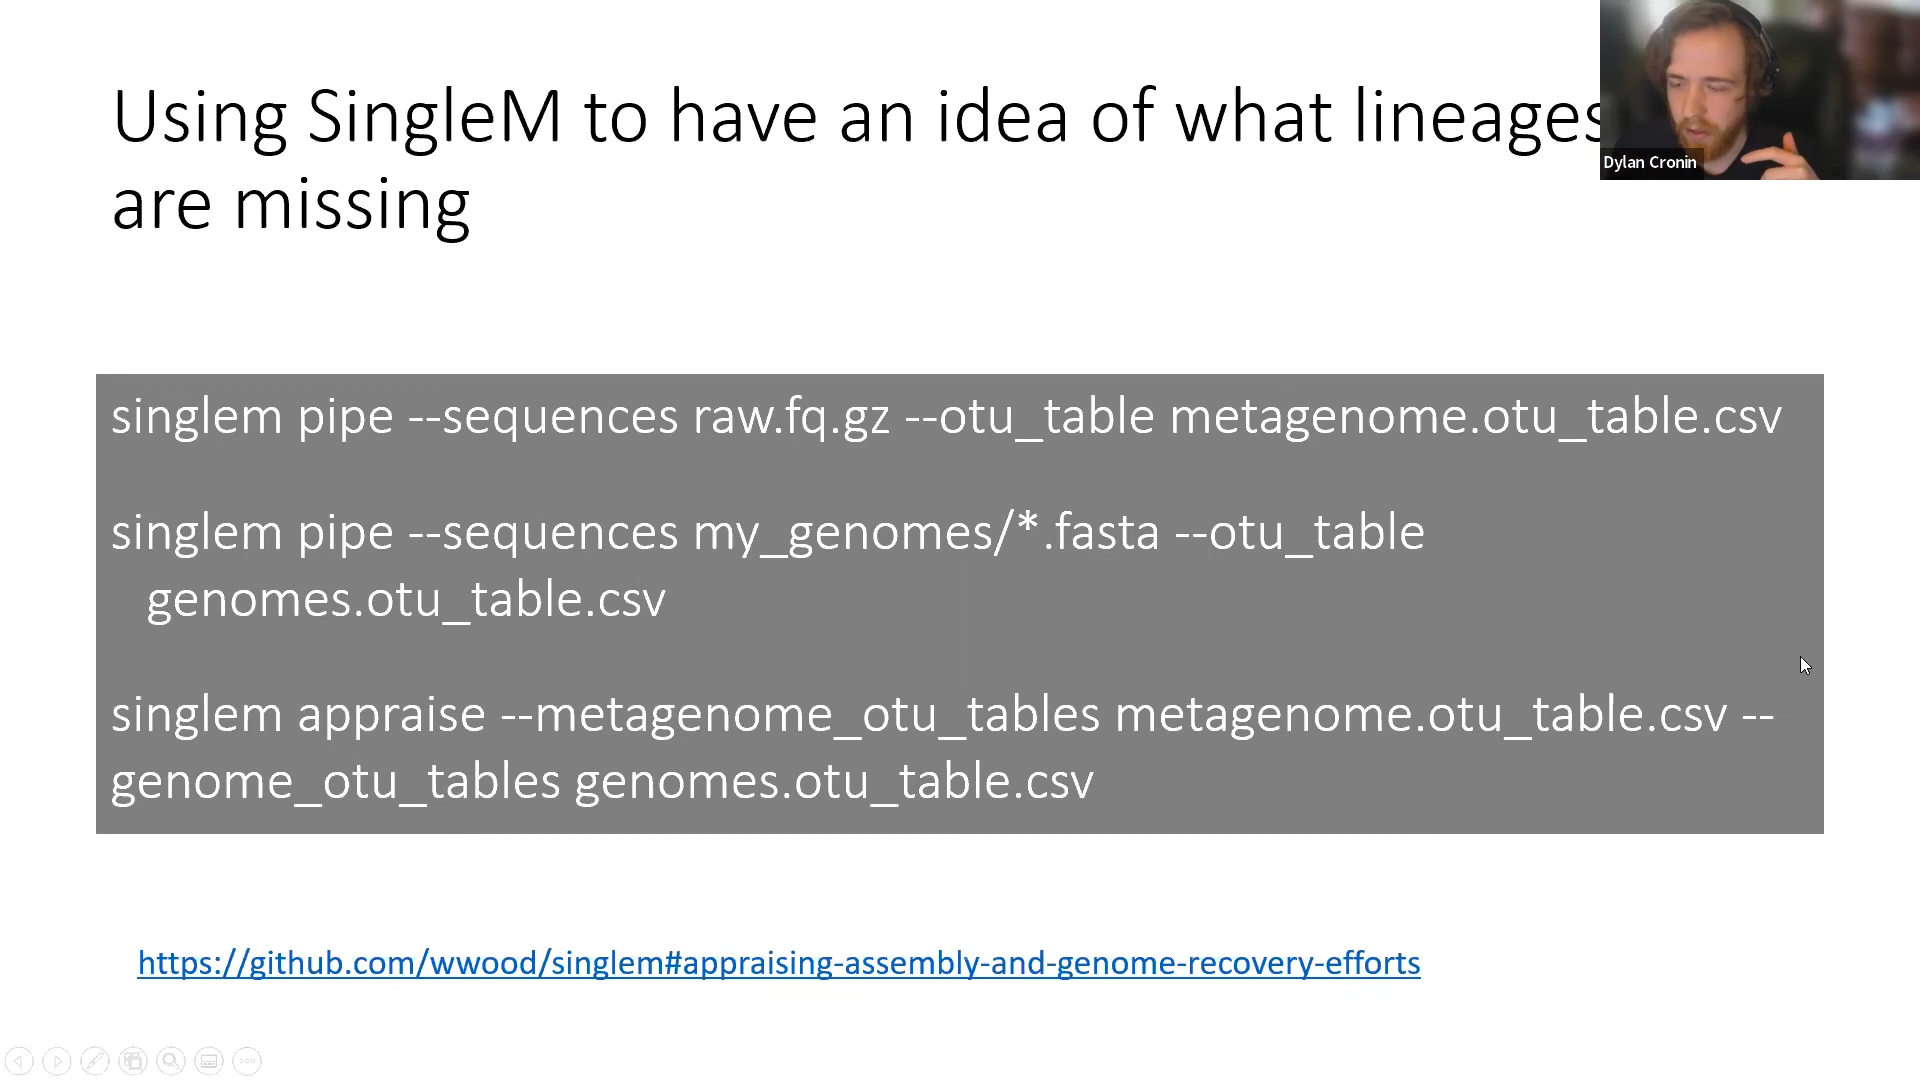 Using SingleM to have an idea of what lineages
are missing
Dylan Cronin
singlem pipe --sequences raw.fq.gz --otu_table metagenome.otu_table.csv
singlem pipe --sequences my_genomes/*.fasta --otu_table
genomes.otu_table.csv
singlem appraise --metagenome_otu_tables metagenome.otu_table.csv --
genome_otu_tables genomes.otu_table.csv
https://github.com/wwood/singlem#appraising-assembly-and-genome-recovery-efforts